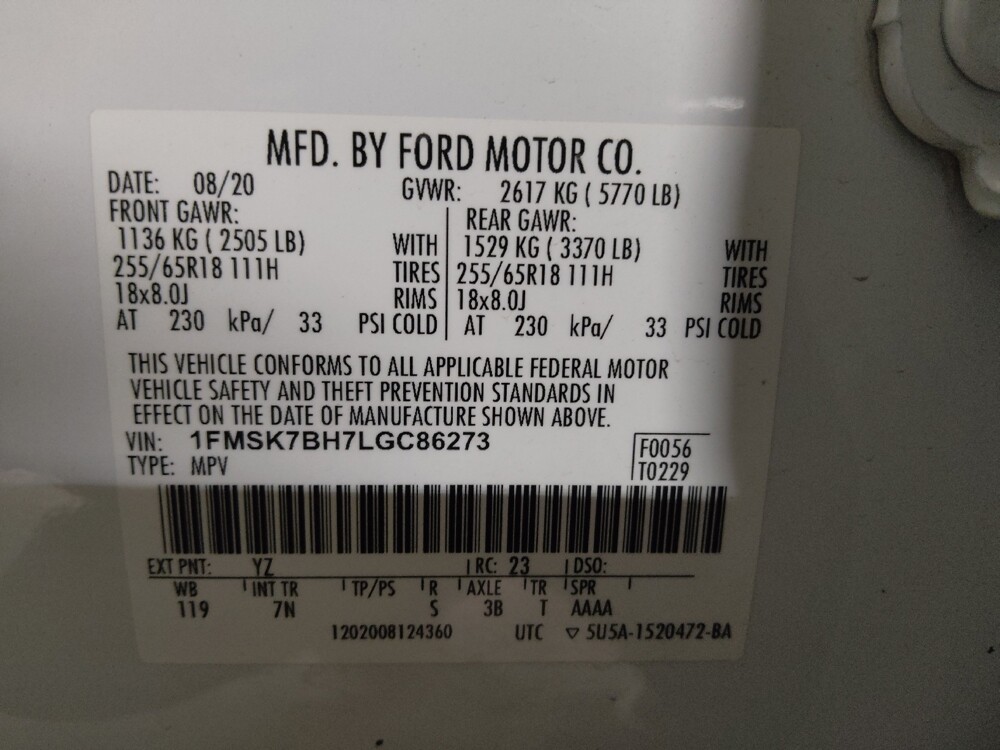 MFD. BY FORD MOTOR CO.
DATE: 08/20 GVWR: 2617 KG ( 5770 LB)
FRONT GAWR: REAR GAWR:
1136 KG ( 2505 LB) WITH 1529 KG ( 3370 LB) WITH
255/65R18 111H TIRES 255/65R18 111H TIRES
18x8.0J RIMS 18x8.0J RIMS
AT 230 kPa/ 33 PSI COLD AT 230 kPa/ 33 PSI COLD
THIS VEHICLE CONFORMS TO ALL APPLICABLE FEDERAL MOTOR
VEHICLE SAFETY AND THEFT PREVENTION STANDARDS IN
EFFECT ON THE DATE OF MANUFACTURE SHOWN ABOVE.
VIN: 1FMSK7BH7LGC86273 F0056
TYPE: MPV T0229
EXT PNT: YZ RC: 23 DSO:
WB INT TR TP/PS R AXLE TR SPR
119 7N S 3B T AAAA
1202008124360 UTC ▽ 5U5A-1520472-BA